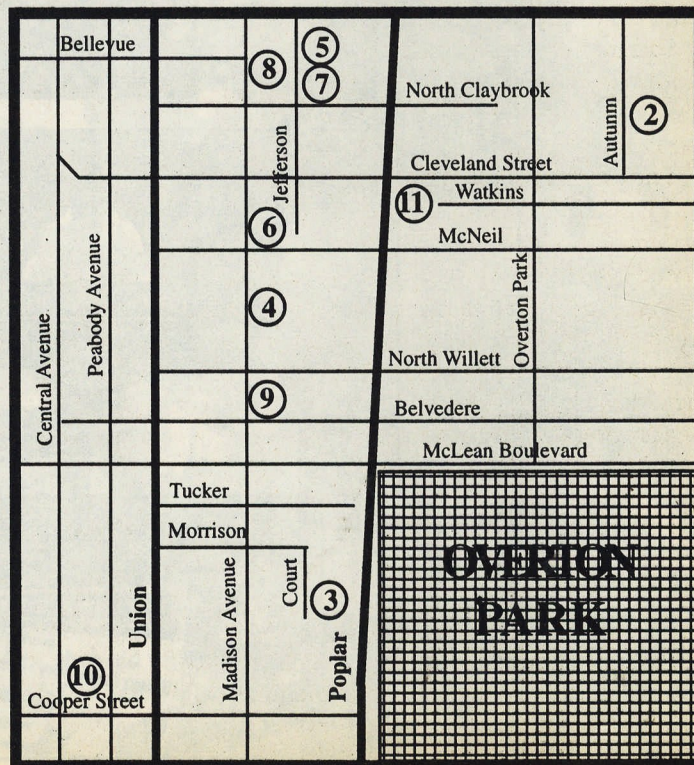 Bellevue
5
8
7
North Claybrook
2
Autunm
Jefferson
Cleveland Street
Watkins
11
6
McNeil
Overton Park
4
Peabody Avenue
Central Avenue
North Willett
9
Belvedere
McLean Boulevard
Tucker
Morrison
Court
3
Madison Avenue
Union
Poplar
OVERTON
PARK
10
Cooper Street